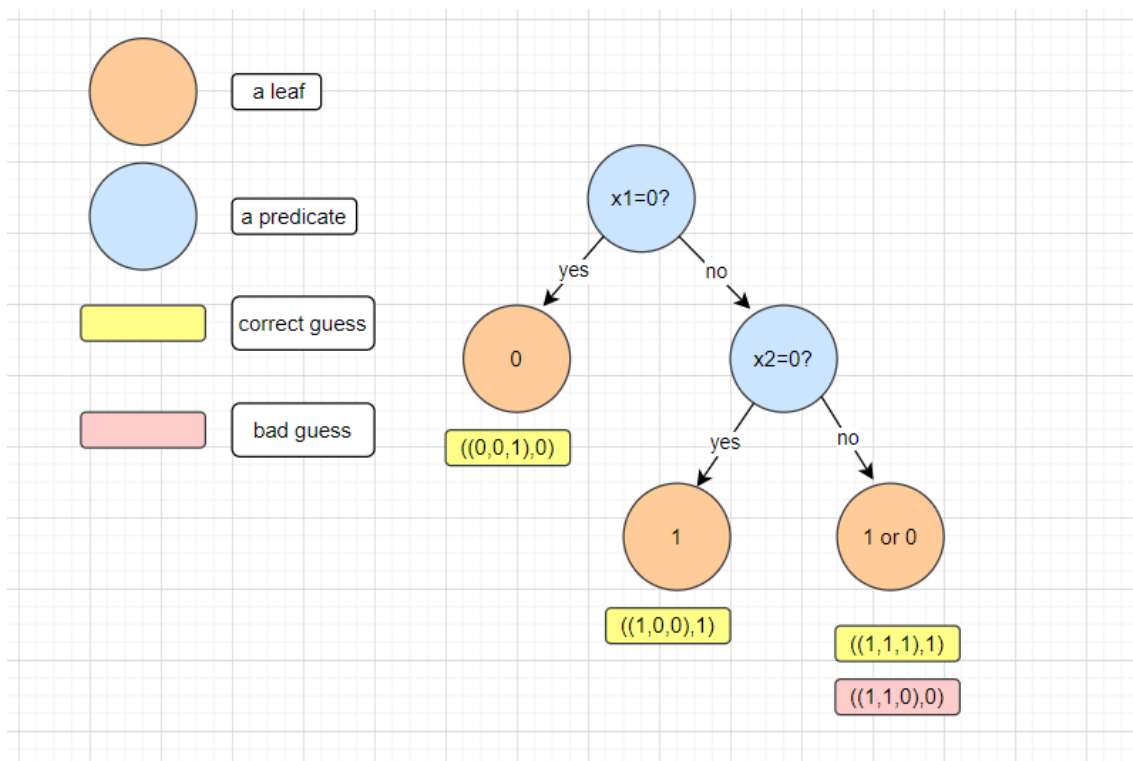 a leaf
a predicate
correct guess
bad guess
x1=0?
yes
no
0
x2=0?
((0,0,1),0)
yes
no
1
1 or 0
((1,0,0),1)
((1,1,1),1)
((1,1,0),0)